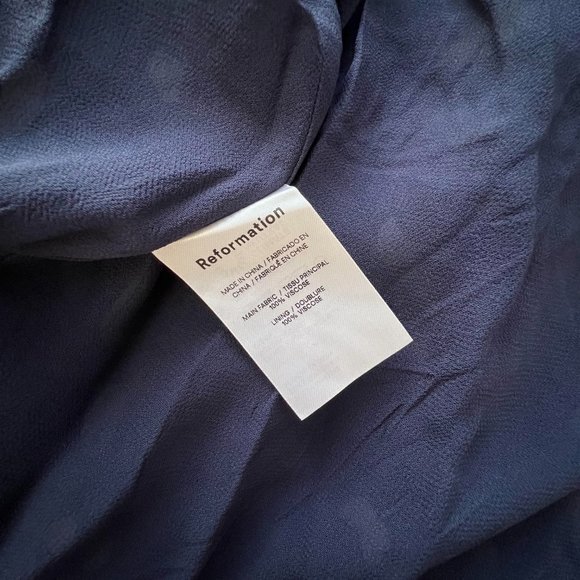 Reformation
MADE IN CHINA / FABRICADO EN
CHINA / FABRIQUÉ EN CHINE
MAIN FABRIC / TISSU PRINCIPAL
100% VISCOSE
LINING / DOUBLURE
100% VISCOSE